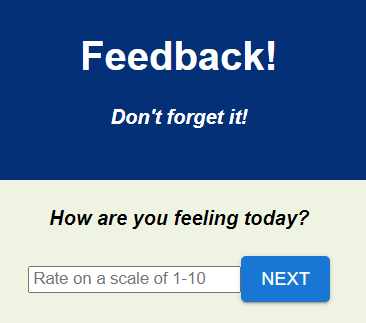 Feedback!
Don't forget it!
How are you feeling today?
Rate on a scale of 1-10 NEXT